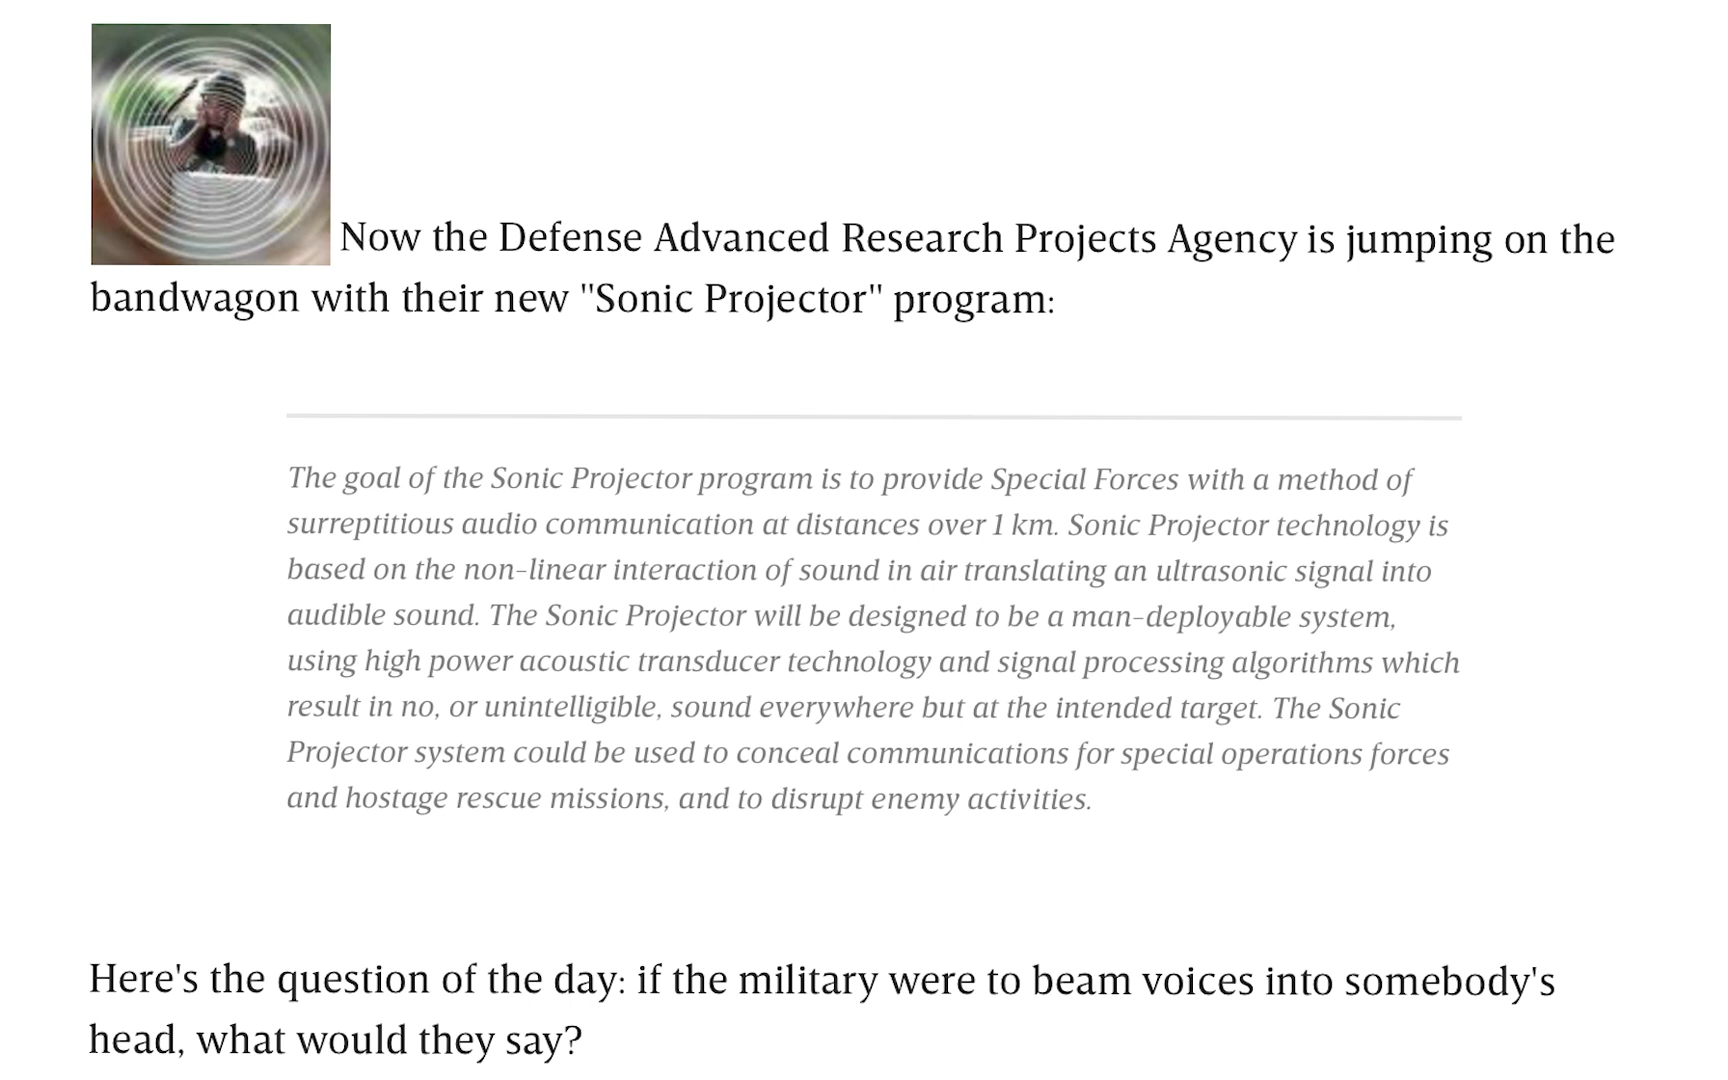 Now the Defense Advanced Research Projects Agency is jumping on the
bandwagon with their new "Sonic Projector" program:
The goal of the Sonic Projector program is to provide Special Forces with a method of
surreptitious audio communication at distances over 1 km. Sonic Projector technology is
based on the non-linear interaction of sound in air translating an ultrasonic signal into
audible sound. The Sonic Projector will be designed to be a man-deployable system,
using high power acoustic transducer technology and signal processing algorithms which
result in no, or unintelligible, sound everywhere but at the intended target. The Sonic
Projector system could be used to conceal communications for special operations forces
and hostage rescue missions, and to disrupt enemy activities.
Here's the question of the day: if the military were to beam voices into somebody's
head, what would they say?